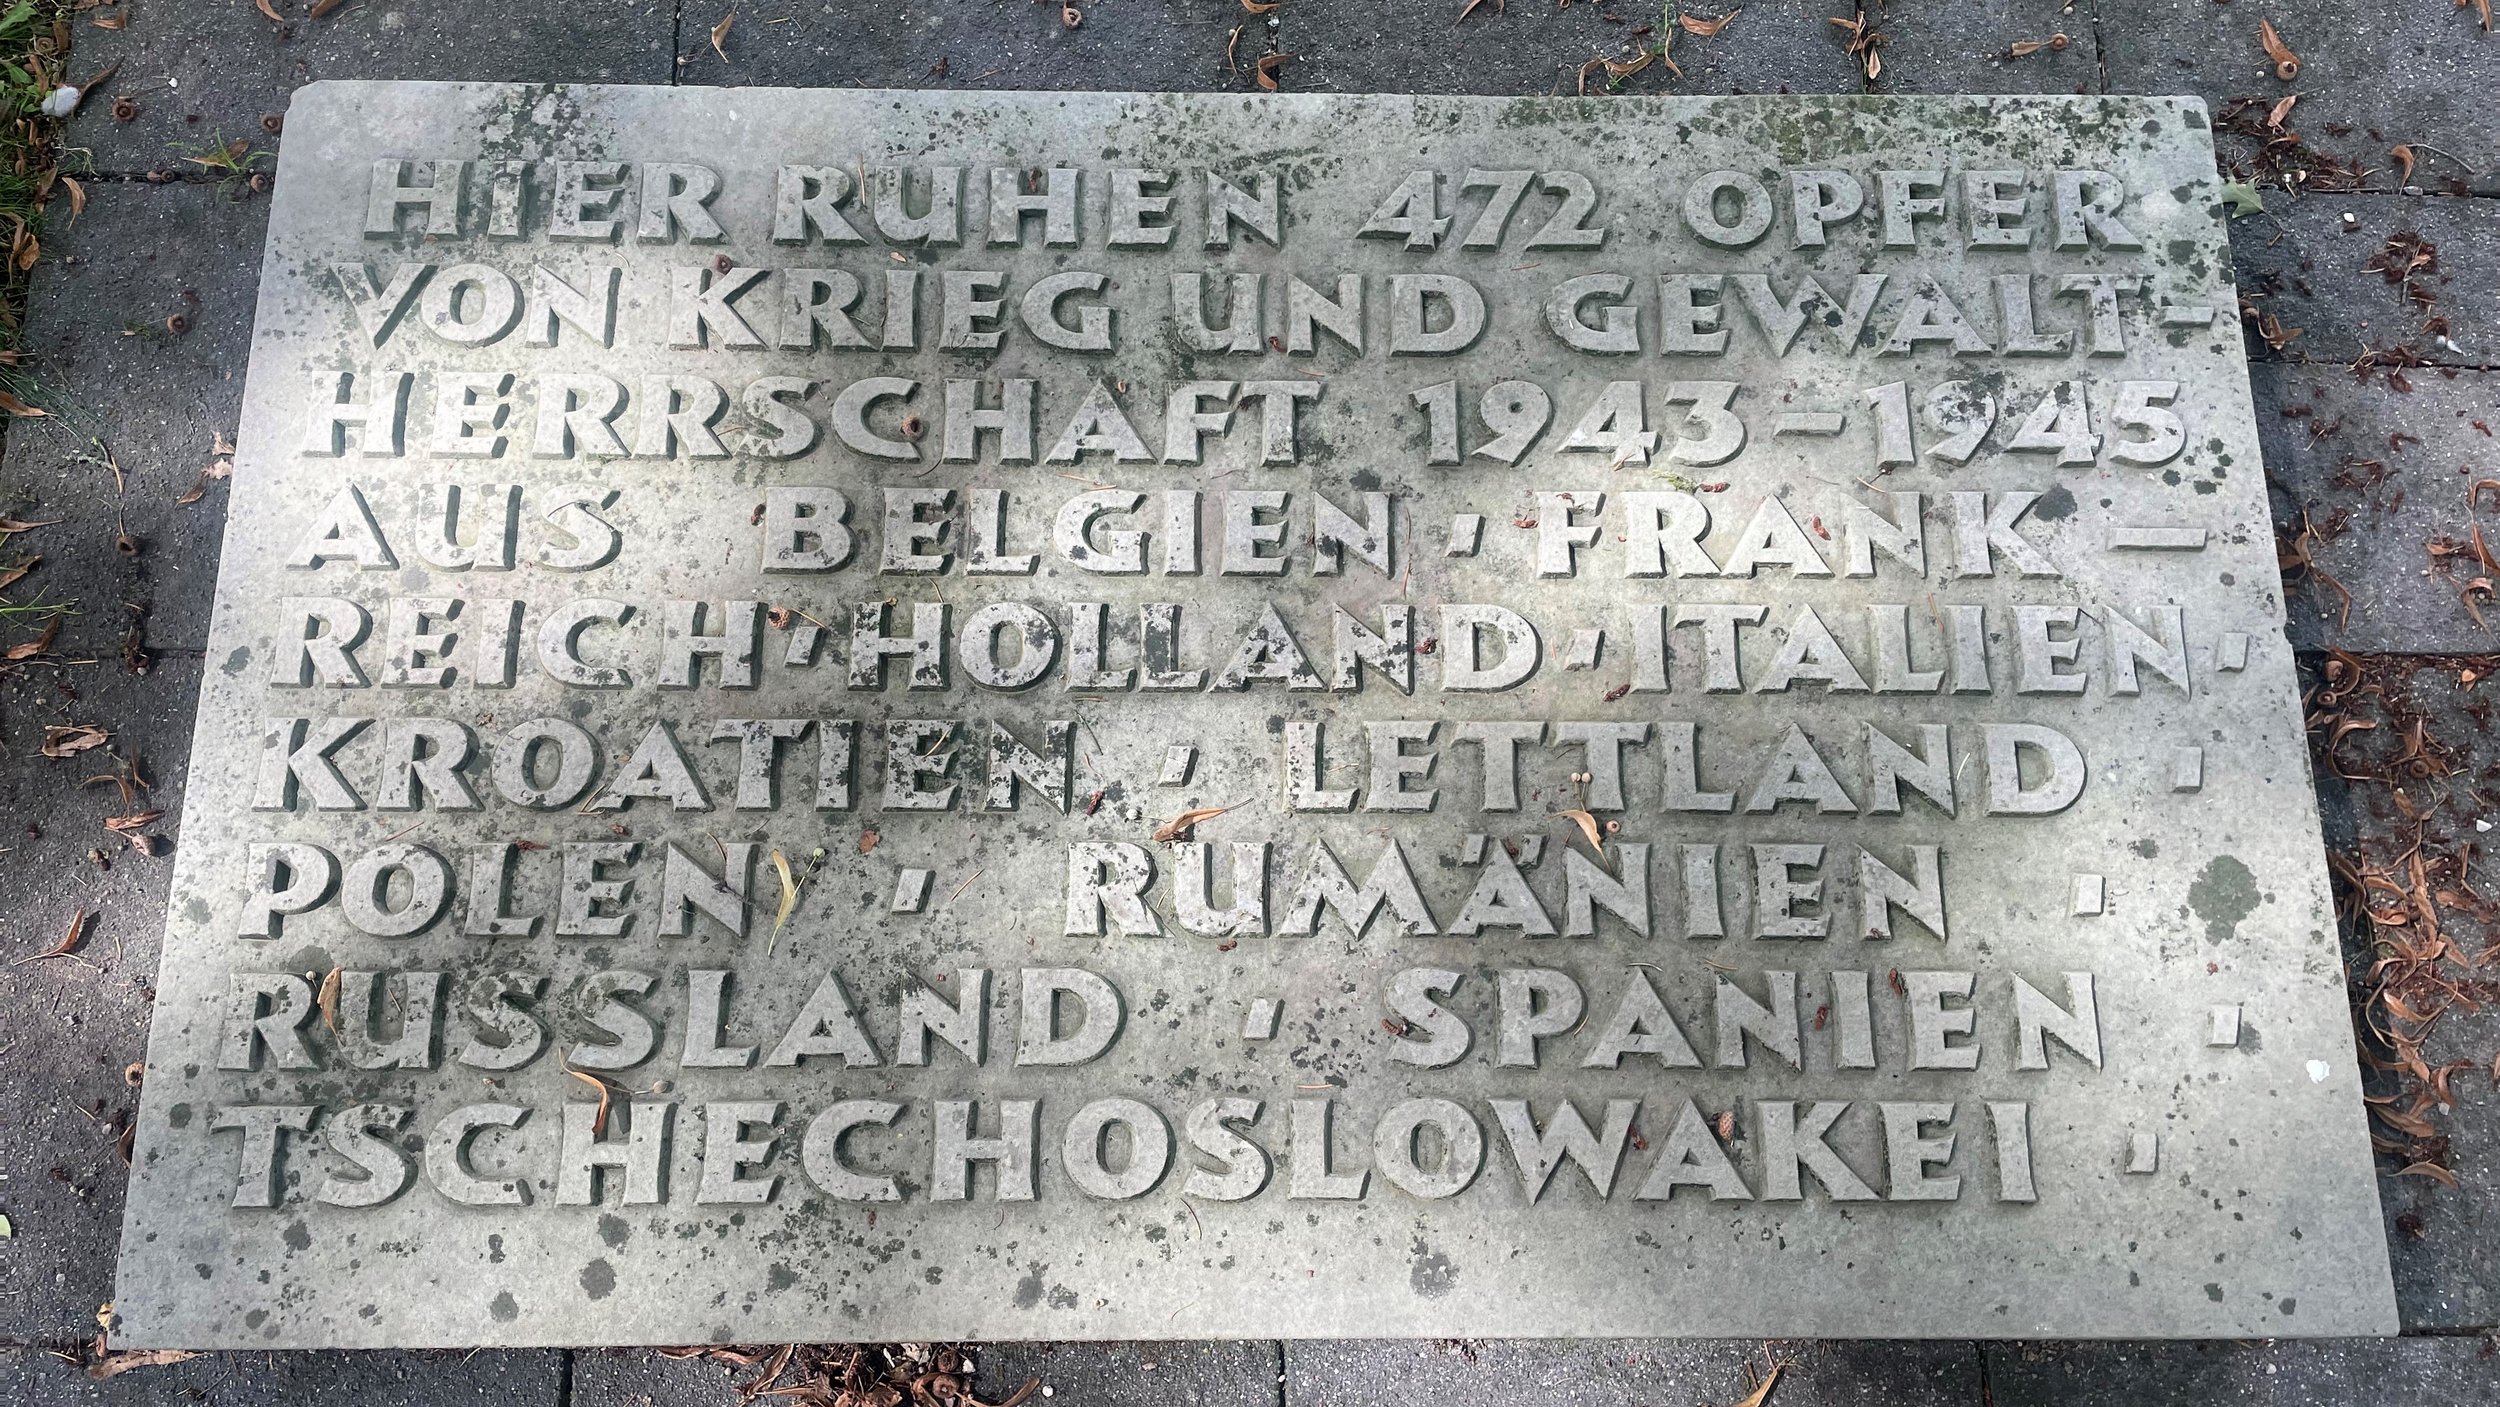 HIER RUHEN 472 OPFER
VON KRIEG UND GEWALT-
HERRSCHAFT 1943-1945
AUS BELGIEN · FRANK-
REICH · HOLLAND · ITALIEN ·
KROATIEN · LETTLAND ·
POLEN · RUMÄNIEN ·
RUSSLAND · SPANIEN ·
TSCHECHOSLOWAKEI ·